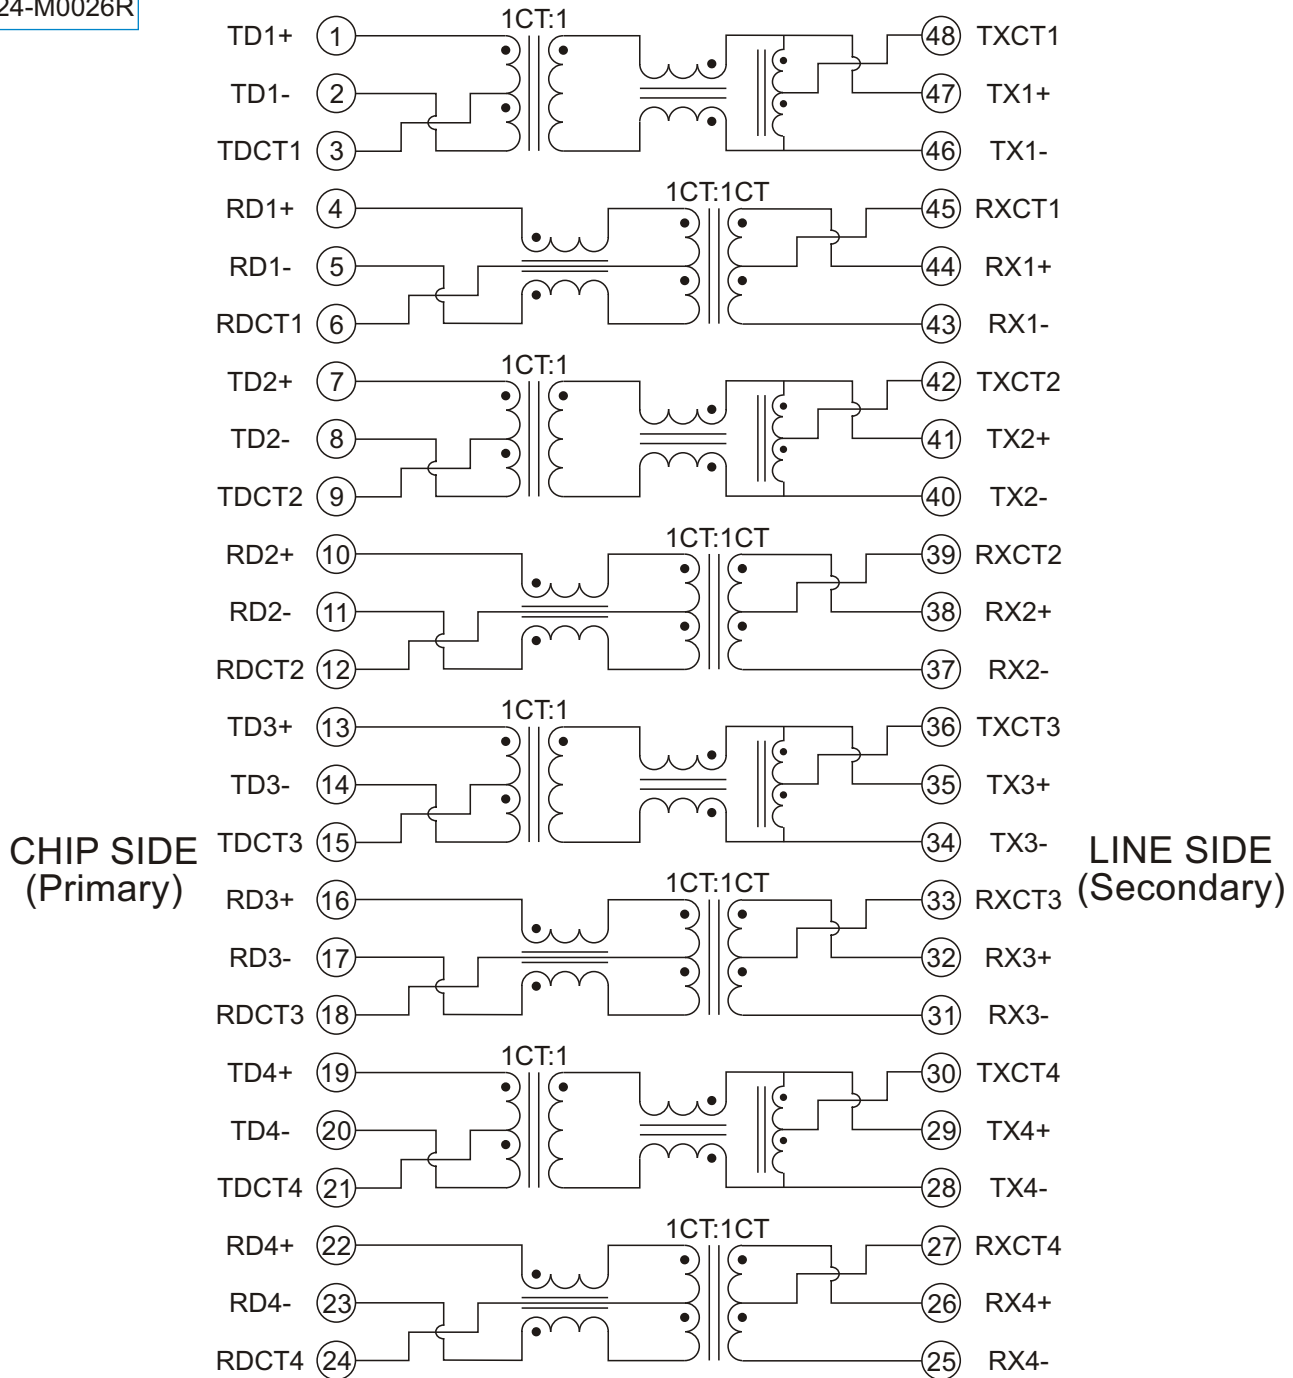 24-M0026R
1CT:1
TD1+ 1 48 TXCT1
TD1- 2 47 TX1+
TDCT1 3 46 TX1-
1CT:1CT
RD1+ 4 45 RXCT1
RD1- 5 44 RX1+
RDCT1 6 43 RX1-
1CT:1
TD2+ 7 42 TXCT2
TD2- 8 41 TX2+
TDCT2 9 40 TX2-
1CT:1CT
RD2+ 10 39 RXCT2
RD2- 11 38 RX2+
RDCT2 12 37 RX2-
1CT:1
TD3+ 13 36 TXCT3
TD3- 14 35 TX3+
TDCT3 15 34 TX3-
CHIP SIDE
(Primary)
LINE SIDE
(Secondary)
1CT:1CT
RD3+ 16 33 RXCT3
RD3- 17 32 RX3+
RDCT3 18 31 RX3-
1CT:1
TD4+ 19 30 TXCT4
TD4- 20 29 TX4+
TDCT4 21 28 TX4-
1CT:1CT
RD4+ 22 27 RXCT4
RD4- 23 26 RX4+
RDCT4 24 25 RX4-